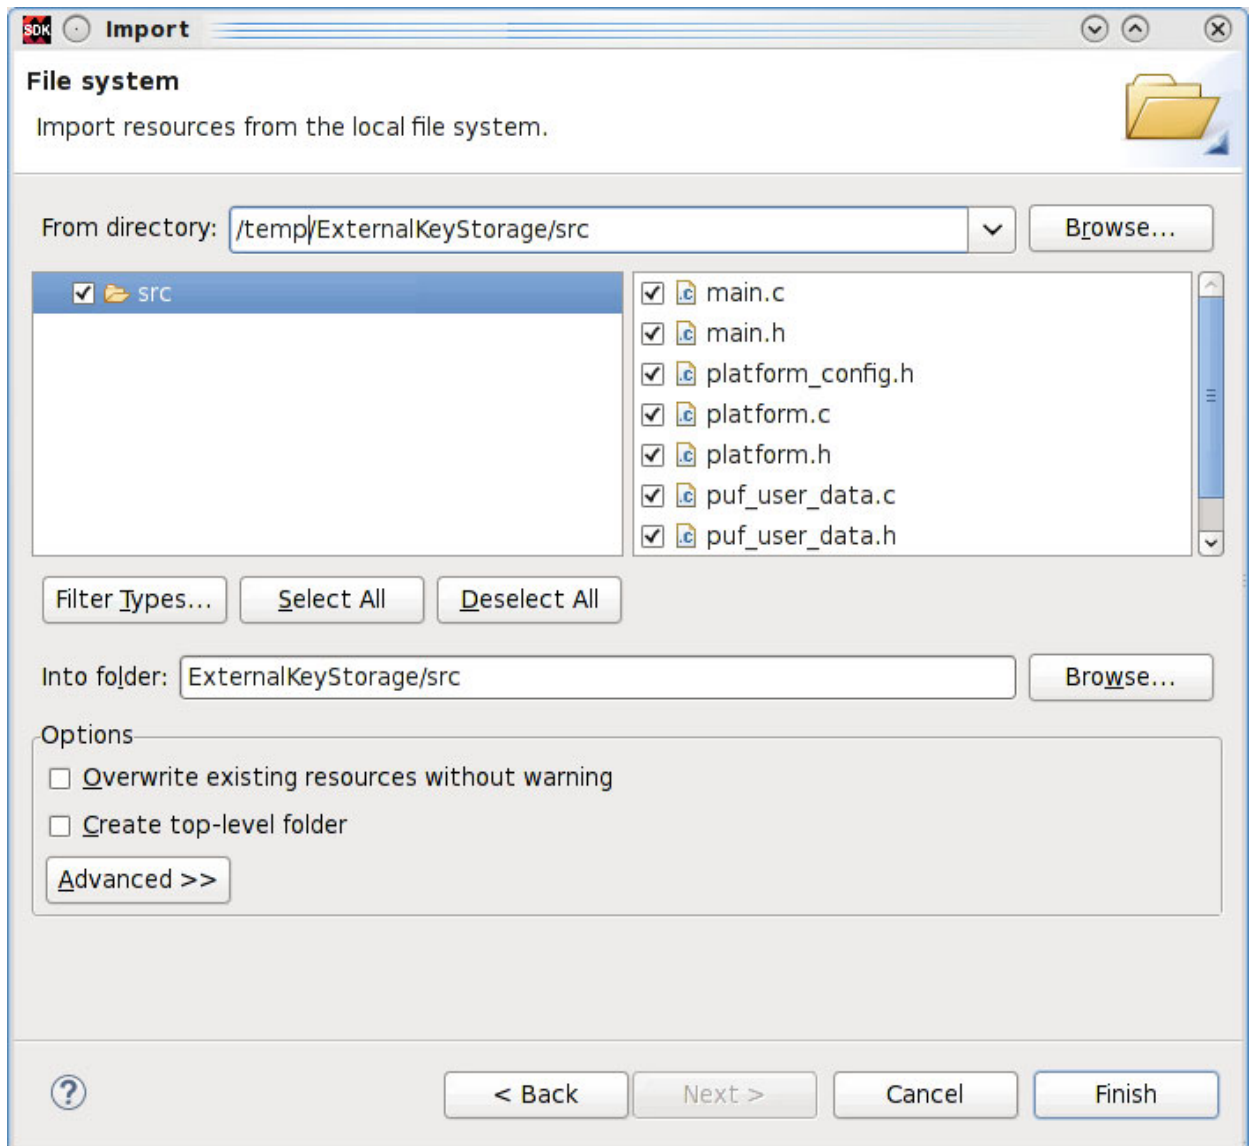 SDK Import
File system
Import resources from the local file system.
From directory: /temp/ExternalKeyStorage/src Browse...
src
main.c
main.h
platform_config.h
platform.c
platform.h
puf_user_data.c
puf_user_data.h
Filter Types... Select All Deselect All
Into folder: ExternalKeyStorage/src Browse...
Options
Overwrite existing resources without warning
Create top-level folder
Advanced >>
? < Back Next > Cancel Finish